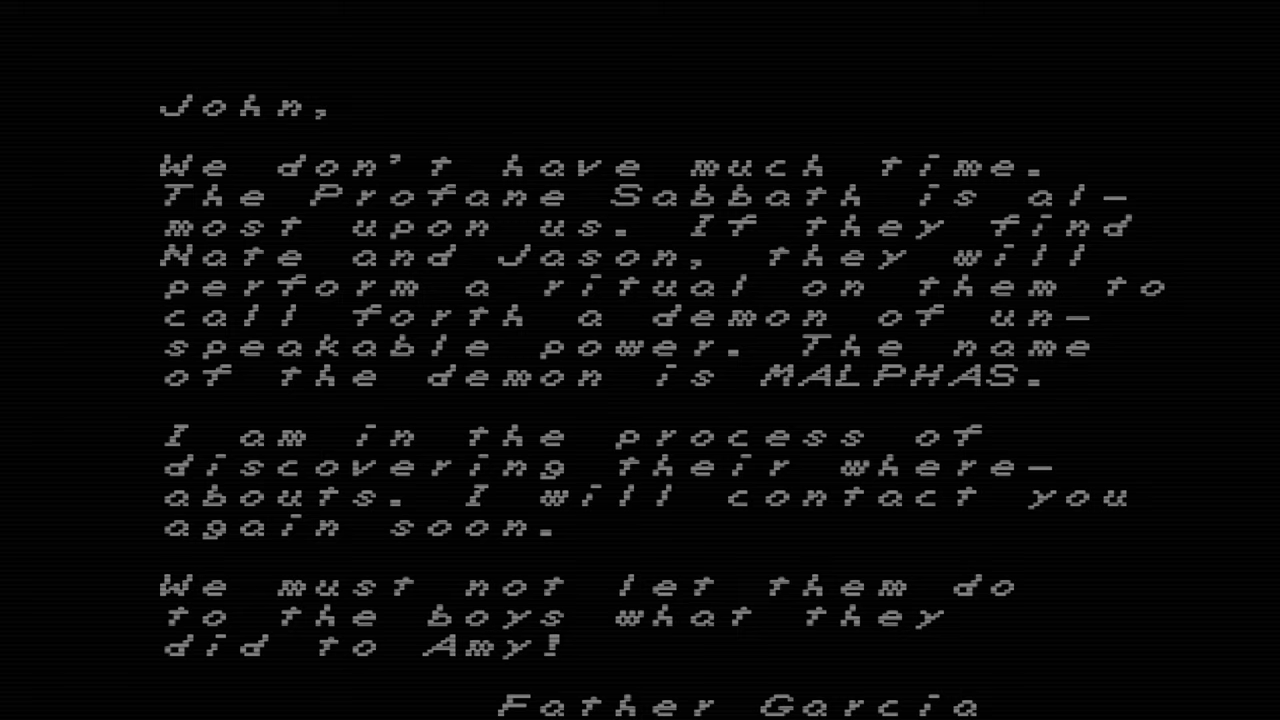 John,
We don't have much time.
The Profane Sabbath is al-
most upon us. If they find
Nate and Jason, they will
perform a ritual on them to
call forth a demon of un-
speakable power. The name
of the demon is MALPHAS.
I am in the process of
discovering their where-
abouts. I will contact you
again soon.
We must not let them do
to the boys what they
did to Amy!
Father Garcia